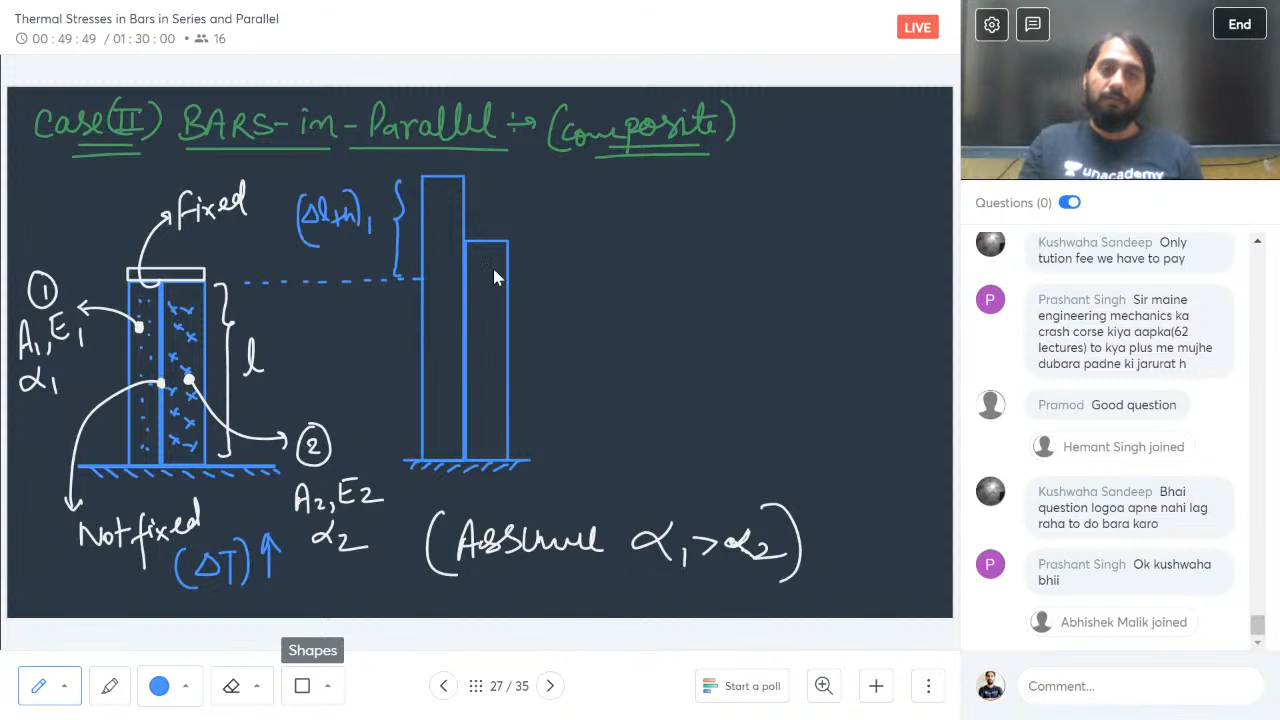 Thermal Stresses in Bars in Series and Parallel
00 : 49 : 49 / 01 : 30 : 00 • 16
LIVE
End
unacademy
Case(II) BARS-in-Parallel :→ (composite)
Fixed
(Δlth)1
1
A1, E1
α1
l
2
A2, E2
α2
Not fixed
(ΔT)↑
(Assume α1 > α2)
Questions (0)
Kushwaha Sandeep Only
tution fee we have to pay
P
Prashant Singh Sir maine
engineering mechanics ka
crash corse kiya aapka(62
lectures) to kya plus me mujhe
dubara padne ki jarurat h
Pramod Good question
Hemant Singh joined
Kushwaha Sandeep Bhai
question logoa apne nahi lag
raha to do bara karo
P
Prashant Singh Ok kushwaha
bhii
Abhishek Malik joined
Shapes
27 / 35
Start a poll
Comment...